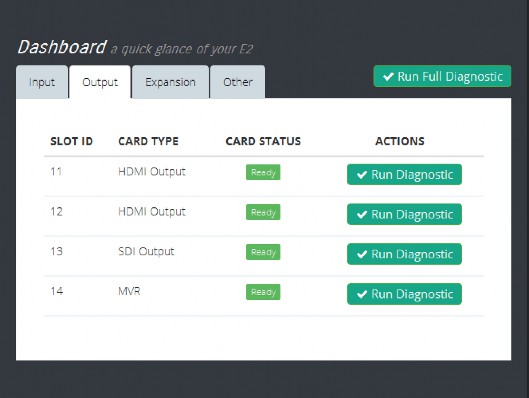 Dashboard a quick glance of your E2
Input Output Expansion Other Run Full Diagnostic
SLOT ID CARD TYPE CARD STATUS ACTIONS
11 HDMI Output Ready Run Diagnostic
12 HDMI Output Ready Run Diagnostic
13 SDI Output Ready Run Diagnostic
14 MVR Ready Run Diagnostic